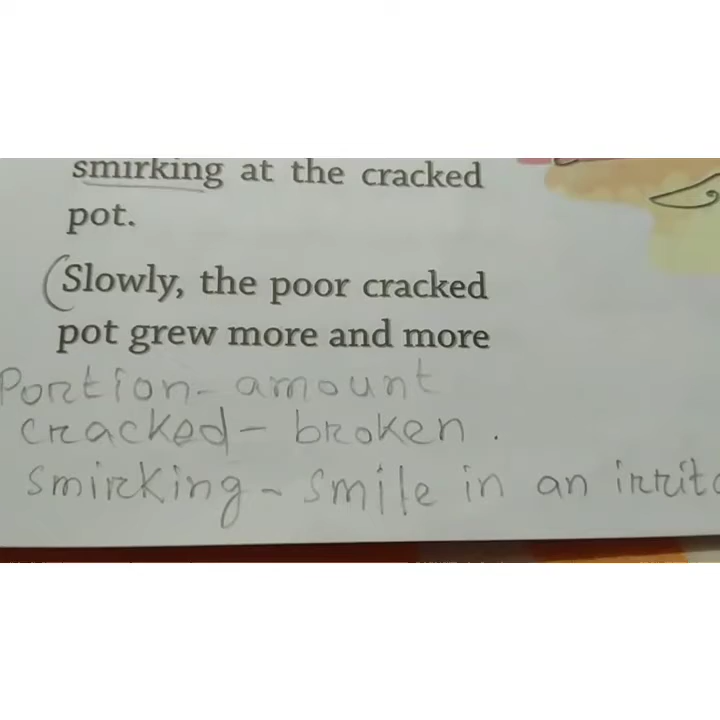 smirking at the cracked
pot.
(Slowly, the poor cracked
pot grew more and more
Portion- amount
cracked- broken.
Smirking- smile in an